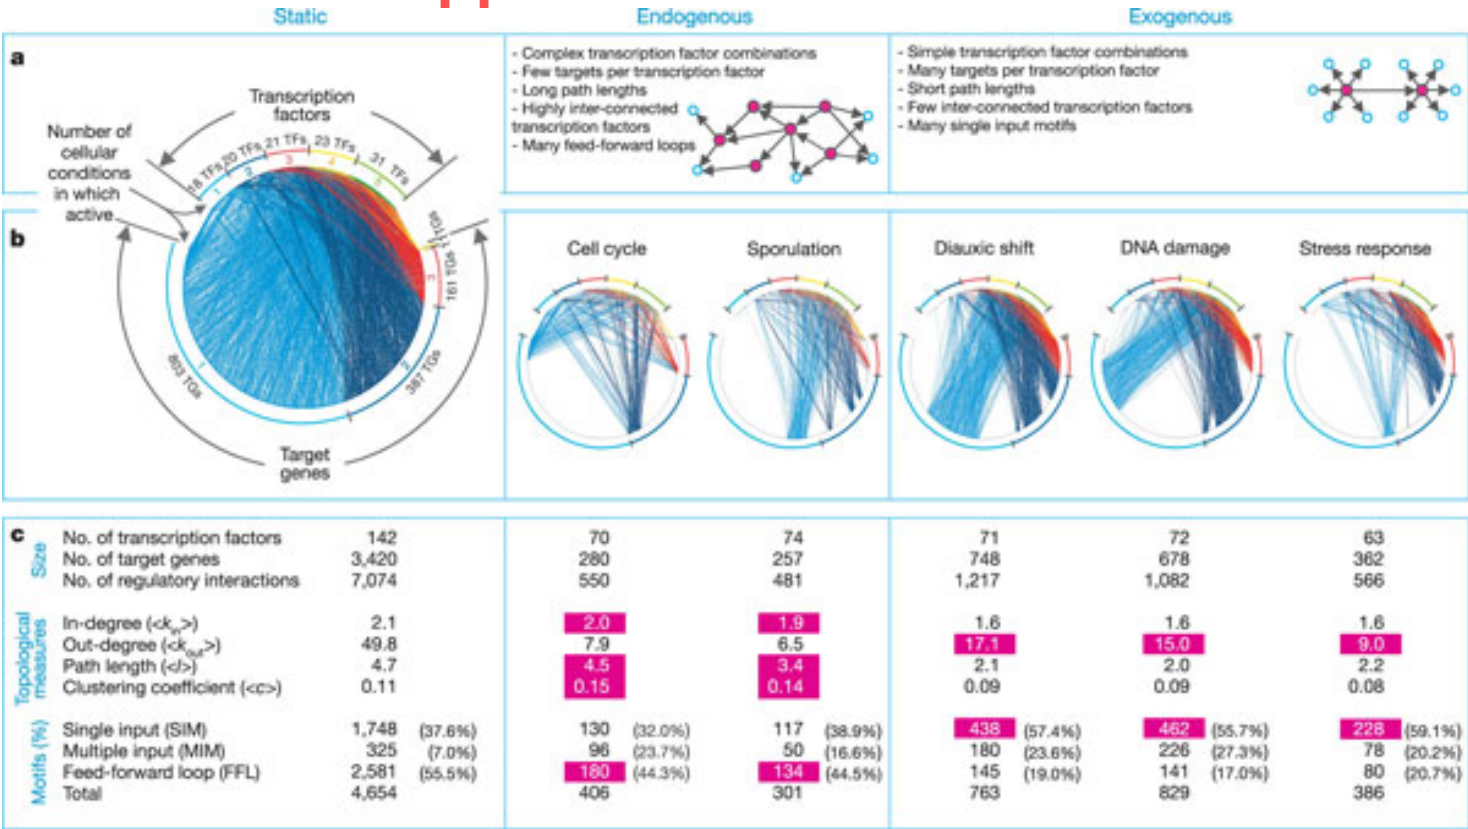 Static
Endogenous
Exogenous
a
- Complex transcription factor combinations
- Few targets per transcription factor
- Long path lengths
- Highly inter-connected
transcription factors
- Many feed-forward loops
- Simple transcription factor combinations
- Many targets per transcription factor
- Short path lengths
- Few inter-connected transcription factors
- Many single input motifs
Transcription
factors
Number of
cellular
conditions
in which
active
18 TFs 20 TFs 21 TFs 23 TFs 31 TFs
1 2 3 4 5
b
161 TGs
3
387 TGs
2
803 TGs
1
Target
genes
Cell cycle
Sporulation
Diauxic shift
DNA damage
Stress response
c
Size
No. of transcription factors 142 70 74 71 72 63
No. of target genes 3,420 280 257 748 678 362
No. of regulatory interactions 7,074 550 481 1,217 1,082 566
Topological
measures
In-degree (<kin>) 2.1 2.0 1.9 1.6 1.6 1.6
Out-degree (<kout>) 49.8 7.9 6.5 17.1 15.0 9.0
Path length (<l>) 4.7 4.5 3.4 2.1 2.0 2.2
Clustering coefficient (<c>) 0.11 0.15 0.14 0.09 0.09 0.08
Motifs (%)
Single input (SIM) 1,748 (37.6%) 130 (32.0%) 117 (38.9%) 438 (57.4%) 462 (55.7%) 228 (59.1%)
Multiple input (MIM) 325 (7.0%) 96 (23.7%) 50 (16.6%) 180 (23.6%) 226 (27.3%) 78 (20.2%)
Feed-forward loop (FFL) 2,581 (55.5%) 180 (44.3%) 134 (44.5%) 145 (19.0%) 141 (17.0%) 80 (20.7%)
Total 4,654 406 301 763 829 386